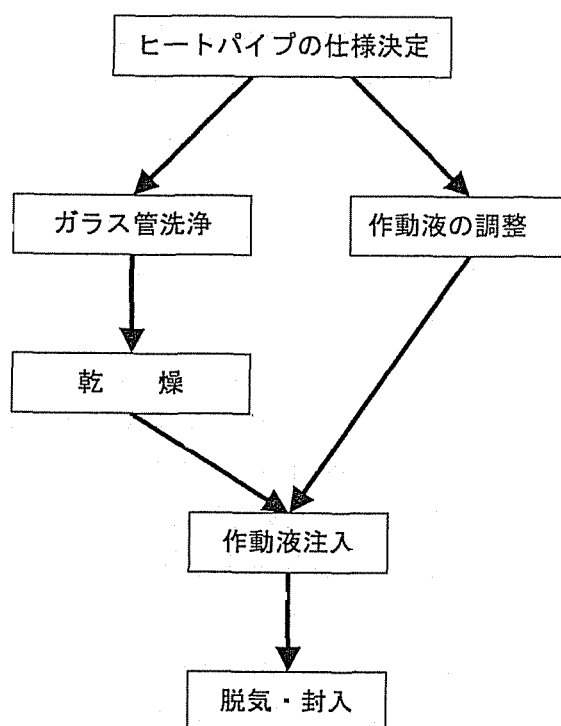 ヒートパイプの仕様決定
ガラス管洗浄
作動液の調整
乾　　燥
作動液注入
脱気・封入